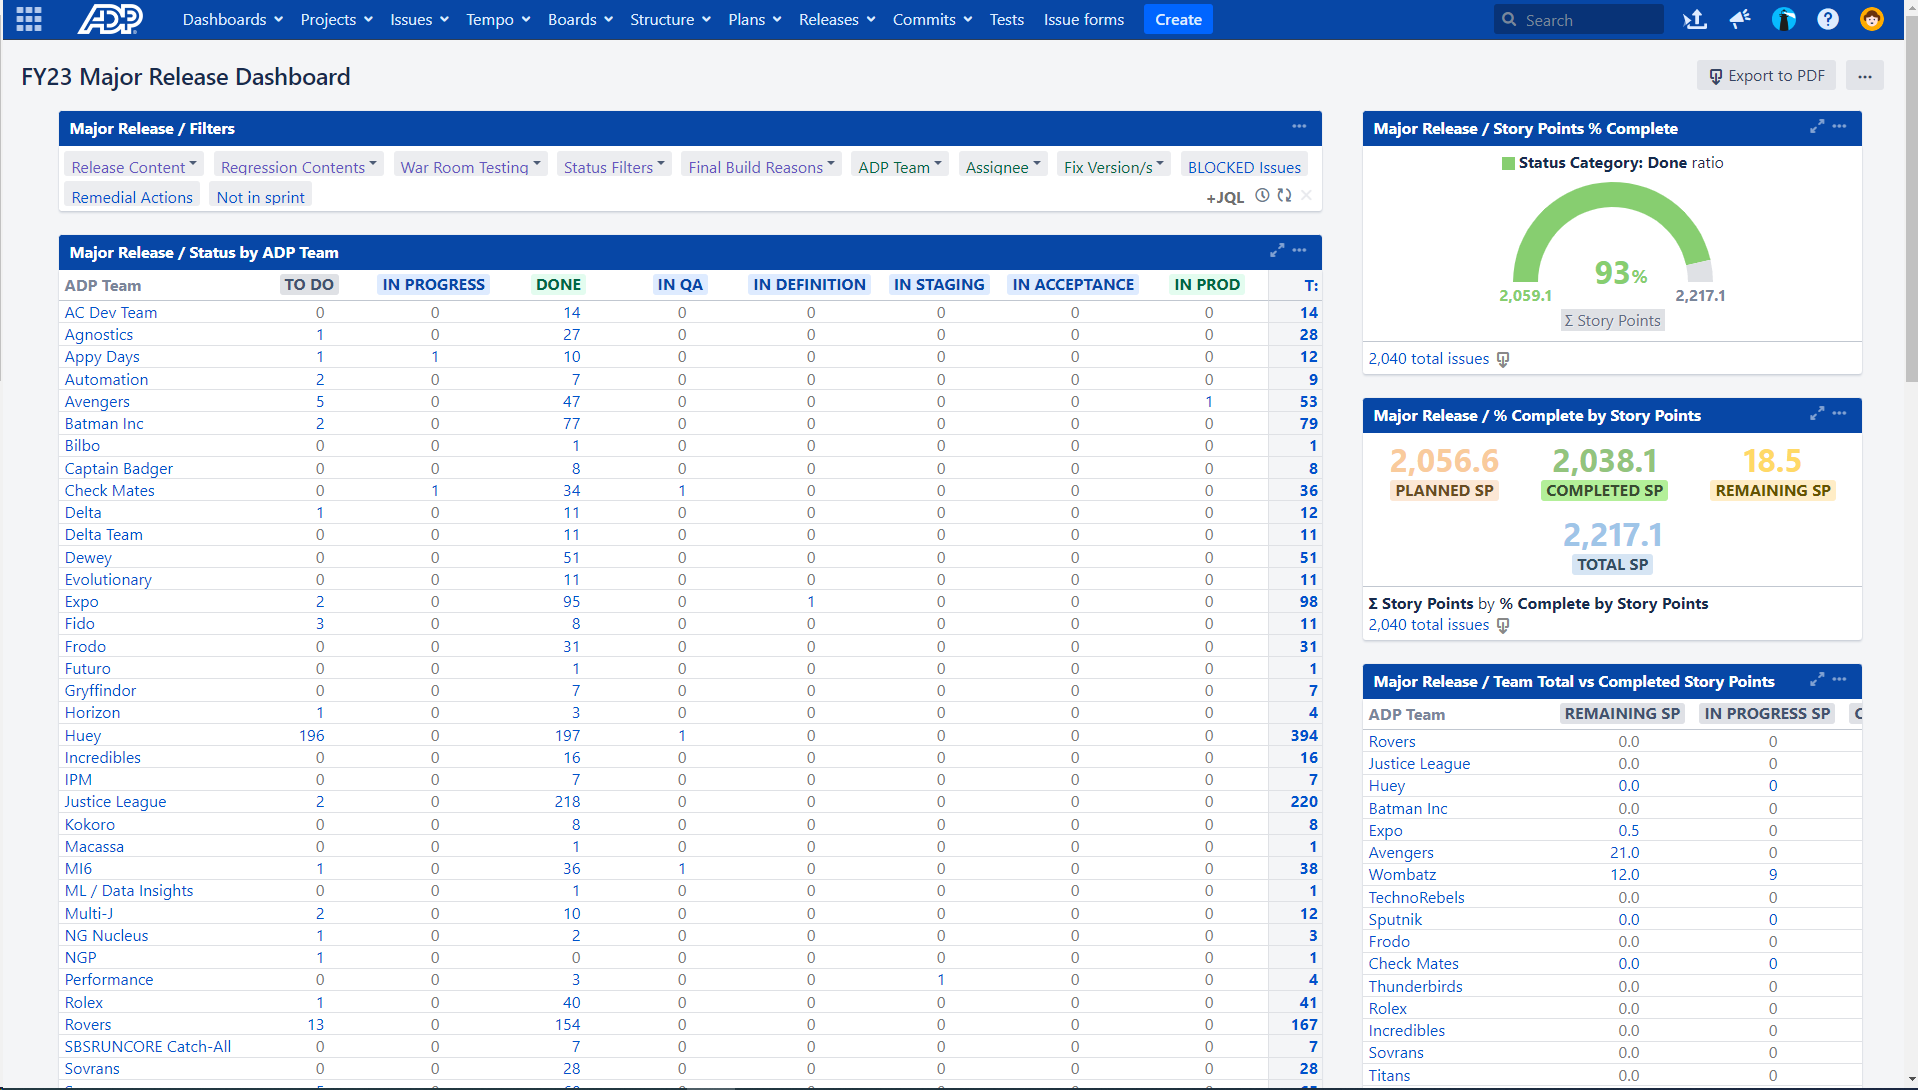 ADP Dashboards Projects Issues Tempo Boards Structure Plans Releases Commits Tests Issue forms Create Search
FY23 Major Release Dashboard
Export to PDF
Major Release / Filters
Release Content Regression Contents War Room Testing Status Filters Final Build Reasons ADP Team Assignee Fix Version/s BLOCKED Issues
Remedial Actions Not in sprint
+JQL
Major Release / Status by ADP Team
ADP Team TO DO IN PROGRESS DONE IN QA IN DEFINITION IN STAGING IN ACCEPTANCE IN PROD T:
AC Dev Team 0 0 14 0 0 0 0 0 14
Agnostics 1 0 27 0 0 0 0 0 28
Appy Days 1 1 10 0 0 0 0 0 12
Automation 2 0 7 0 0 0 0 0 9
Avengers 5 0 47 0 0 0 0 1 53
Batman Inc 2 0 77 0 0 0 0 0 79
Bilbo 0 0 1 0 0 0 0 0 1
Captain Badger 0 0 8 0 0 0 0 0 8
Check Mates 0 1 34 1 0 0 0 0 36
Delta 1 0 11 0 0 0 0 0 12
Delta Team 0 0 11 0 0 0 0 0 11
Dewey 0 0 51 0 0 0 0 0 51
Evolutionary 0 0 11 0 0 0 0 0 11
Expo 2 0 95 0 1 0 0 0 98
Fido 3 0 8 0 0 0 0 0 11
Frodo 0 0 31 0 0 0 0 0 31
Futuro 0 0 1 0 0 0 0 0 1
Gryffindor 0 0 7 0 0 0 0 0 7
Horizon 1 0 3 0 0 0 0 0 4
Huey 196 0 197 1 0 0 0 0 394
Incredibles 0 0 16 0 0 0 0 0 16
IPM 0 0 7 0 0 0 0 0 7
Justice League 2 0 218 0 0 0 0 0 220
Kokoro 0 0 8 0 0 0 0 0 8
Macassa 0 0 1 0 0 0 0 0 1
MI6 1 0 36 1 0 0 0 0 38
ML / Data Insights 0 0 1 0 0 0 0 0 1
Multi-J 2 0 10 0 0 0 0 0 12
NG Nucleus 1 0 2 0 0 0 0 0 3
NGP 1 0 0 0 0 0 0 0 1
Performance 0 0 3 0 0 1 0 0 4
Rolex 1 0 40 0 0 0 0 0 41
Rovers 13 0 154 0 0 0 0 0 167
SBSRUNCORE Catch-All 0 0 7 0 0 0 0 0 7
Sovrans 0 0 28 0 0 0 0 0 28
Major Release / Story Points % Complete
Status Category: Done ratio
93%
2,059.1 2,217.1
Σ Story Points
2,040 total issues
Major Release / % Complete by Story Points
2,056.6 2,038.1 18.5
PLANNED SP COMPLETED SP REMAINING SP
2,217.1
TOTAL SP
Σ Story Points by % Complete by Story Points
2,040 total issues
Major Release / Team Total vs Completed Story Points
ADP Team REMAINING SP IN PROGRESS SP
Rovers 0.0 0
Justice League 0.0 0
Huey 0.0 0
Batman Inc 0.0 0
Expo 0.5 0
Avengers 21.0 0
Wombatz 12.0 9
TechnoRebels 0.0 0
Sputnik 0.0 0
Frodo 0.0 0
Check Mates 0.0 0
Thunderbirds 0.0 0
Rolex 0.0 0
Incredibles 0.0 0
Sovrans 0.0 0
Titans 0.0 0